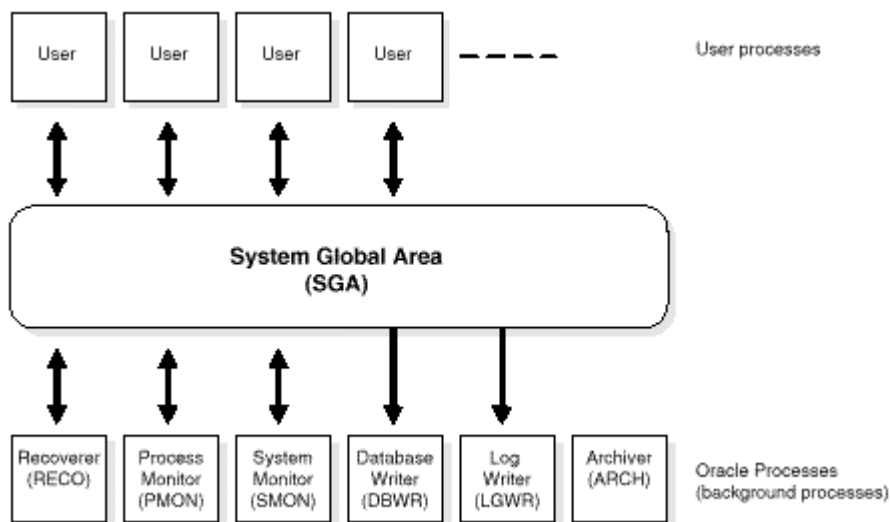 User
User
User
User
User processes
System Global Area
(SGA)
Recoverer
(RECO)
Process
Monitor
(PMON)
System
Monitor
(SMON)
Database
Writer
(DBWR)
Log
Writer
(LGWR)
Archiver
(ARCH)
Oracle Processes
(background processes)